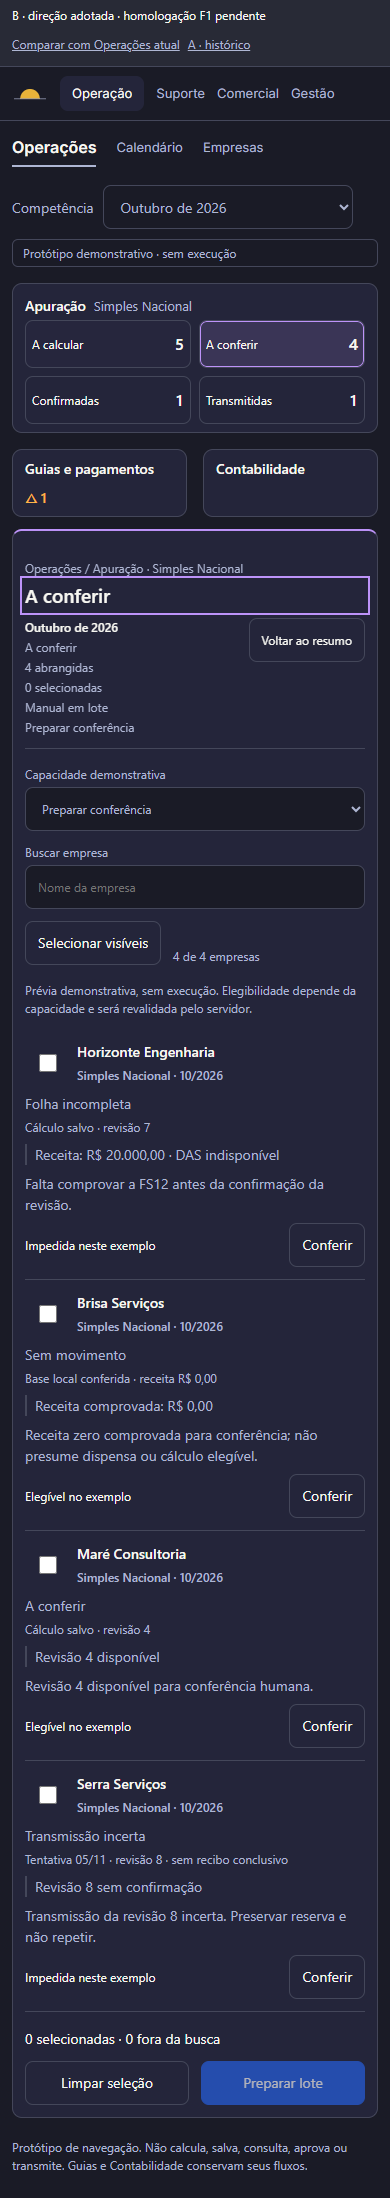 B · direção adotada · homologação F1 pendente
Comparar com Operações atual A · histórico
Operação Suporte Comercial Gestão
Operações Calendário Empresas
Competência Outubro de 2026
Protótipo demonstrativo · sem execução
Apuração Simples Nacional
A calcular 5 A conferir 4
Confirmadas 1 Transmitidas 1
Guias e pagamentos Contabilidade
△ 1
Operações / Apuração · Simples Nacional
A conferir
Outubro de 2026 Voltar ao resumo
A conferir
4 abrangidas
0 selecionadas
Manual em lote
Preparar conferência
Capacidade demonstrativa
Preparar conferência
Buscar empresa
Nome da empresa
Selecionar visíveis 4 de 4 empresas
Prévia demonstrativa, sem execução. Elegibilidade depende da
capacidade e será revalidada pelo servidor.
Horizonte Engenharia
Simples Nacional · 10/2026
Folha incompleta
Cálculo salvo · revisão 7
Receita: R$ 20.000,00 · DAS indisponível
Falta comprovar a FS12 antes da confirmação da
revisão.
Impedida neste exemplo Conferir
Brisa Serviços
Simples Nacional · 10/2026
Sem movimento
Base local conferida · receita R$ 0,00
Receita comprovada: R$ 0,00
Receita zero comprovada para conferência; não
presume dispensa ou cálculo elegível.
Elegível no exemplo Conferir
Maré Consultoria
Simples Nacional · 10/2026
A conferir
Cálculo salvo · revisão 4
Revisão 4 disponível
Revisão 4 disponível para conferência humana.
Elegível no exemplo Conferir
Serra Serviços
Simples Nacional · 10/2026
Transmissão incerta
Tentativa 05/11 · revisão 8 · sem recibo conclusivo
Revisão 8 sem confirmação
Transmissão da revisão 8 incerta. Preservar reserva e
não repetir.
Impedida neste exemplo Conferir
0 selecionadas · 0 fora da busca
Limpar seleção Preparar lote
Protótipo de navegação. Não calcula, salva, consulta, aprova ou
transmite. Guias e Contabilidade conservam seus fluxos.